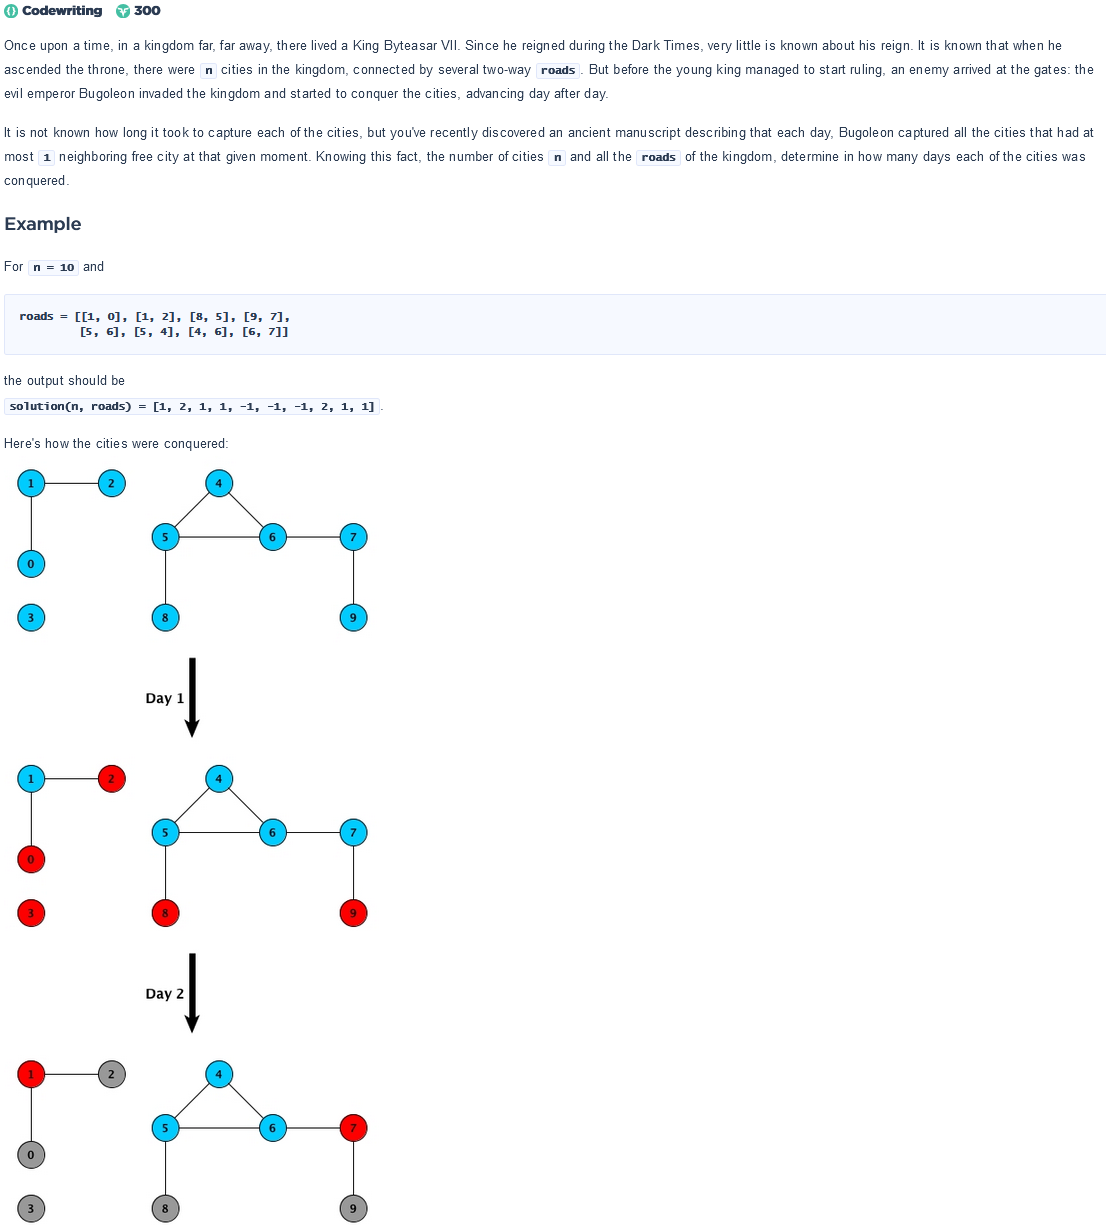 Codewriting 300
Once upon a time, in a kingdom far, far away, there lived a King Byteasar VII. Since he reigned during the Dark Times, very little is known about his reign. It is known that when he
ascended the throne, there were n cities in the kingdom, connected by several two-way roads . But before the young king managed to start ruling, an enemy arrived at the gates: the
evil emperor Bugoleon invaded the kingdom and started to conquer the cities, advancing day after day.
It is not known how long it took to capture each of the cities, but you've recently discovered an ancient manuscript describing that each day, Bugoleon captured all the cities that had at
most 1 neighboring free city at that given moment. Knowing this fact, the number of cities n and all the roads of the kingdom, determine in how many days each of the cities was
conquered.
Example
For n = 10 and
roads = [[1, 0], [1, 2], [8, 5], [9, 7],
[5, 6], [5, 4], [4, 6], [6, 7]]
the output should be
solution(n, roads) = [1, 2, 1, 1, -1, -1, -1, 2, 1, 1] .
Here's how the cities were conquered:
1 2 4
5 6 7
0
3 8 9
Day 1
1 2 4
5 6 7
0
3 8 9
Day 2
1 2 4
5 6 7
0
3 8 9